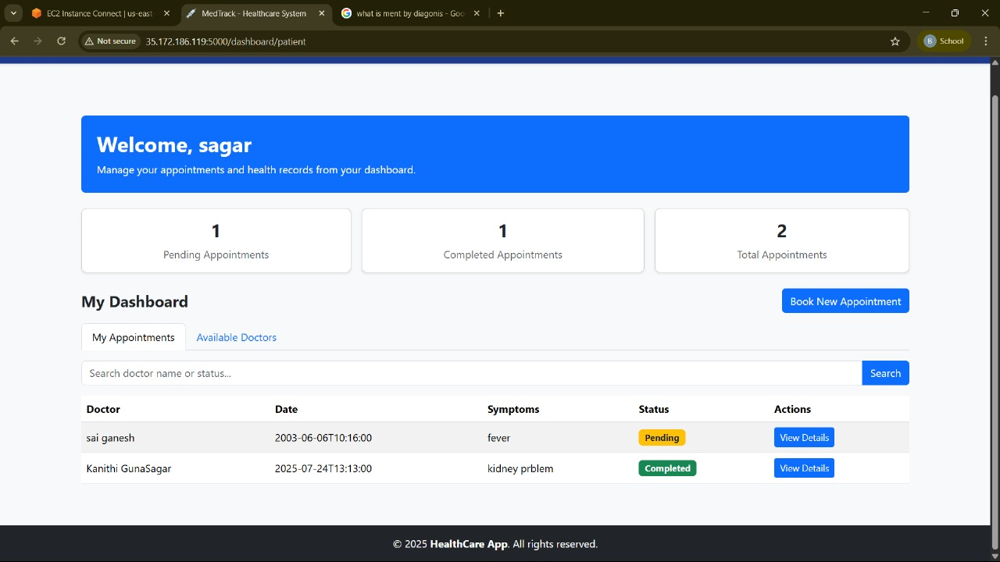 EC2 Instance Connect | us-east-
MedTrack - Healthcare System
what is ment by diagonis - Goo
Not secure
35.172.186.119:5000/dashboard/patient
B School
Welcome, sagar
Manage your appointments and health records from your dashboard.
1 1 2
Pending Appointments Completed Appointments Total Appointments
My Dashboard
Book New Appointment
My Appointments Available Doctors
Search doctor name or status... Search
Doctor Date Symptoms Status Actions
sai ganesh 2003-06-06T10:16:00 fever Pending View Details
Kanithi GunaSagar 2025-07-24T13:13:00 kidney prblem Completed View Details
© 2025 HealthCare App. All rights reserved.